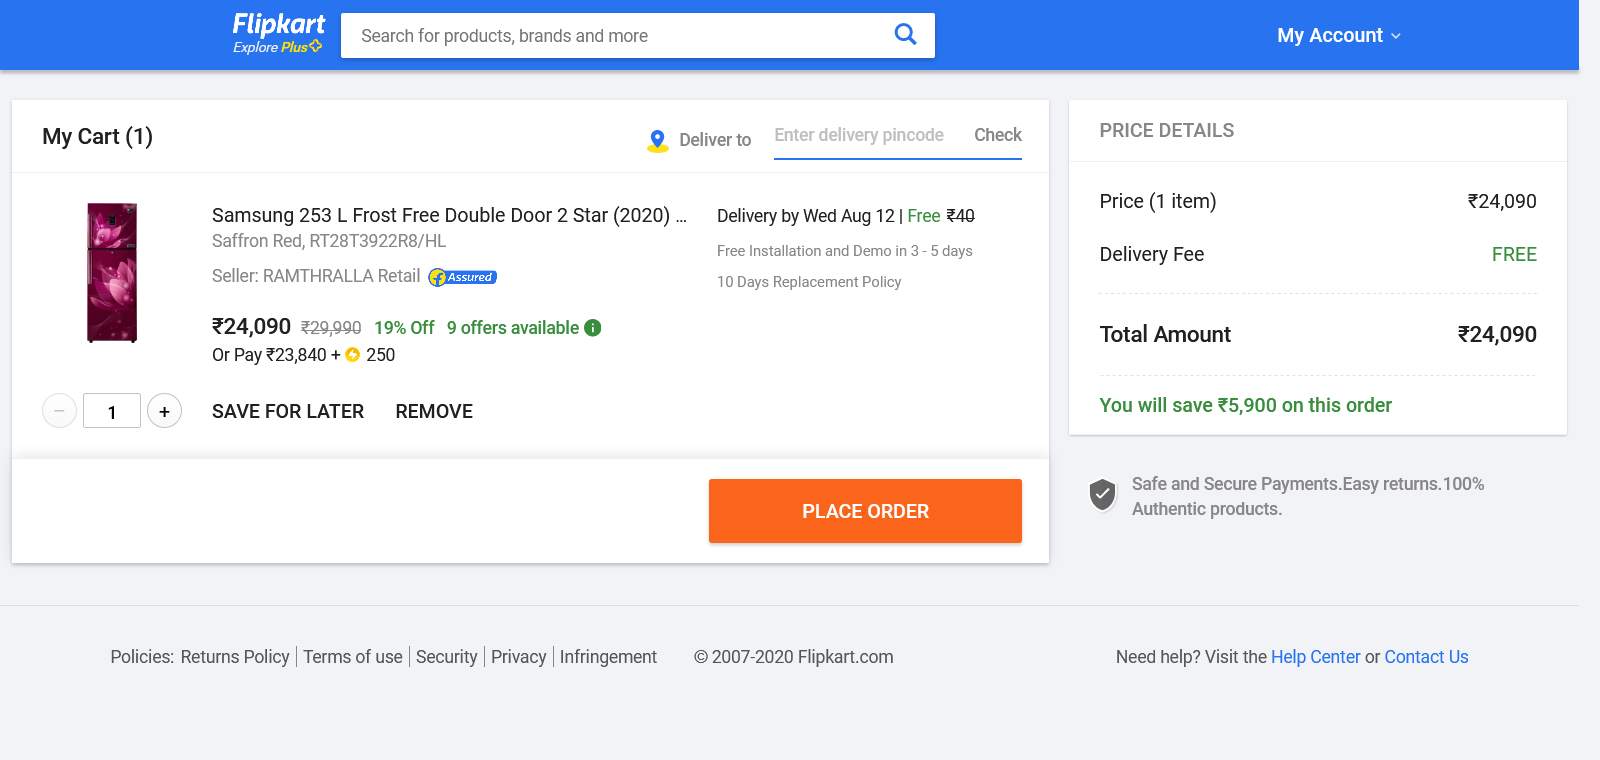 Flipkart
Explore Plus
Search for products, brands and more
My Account
My Cart (1)
Deliver to
Enter delivery pincode
Check
Samsung 253 L Frost Free Double Door 2 Star (2020) ...
Saffron Red, RT28T3922R8/HL
Seller: RAMTHRALLA Retail
Assured
₹24,090 ₹29,990 19% Off 9 offers available
Or Pay ₹23,840 + 250
Delivery by Wed Aug 12 | Free ₹40
Free Installation and Demo in 3 - 5 days
10 Days Replacement Policy
− 1 +
SAVE FOR LATER
REMOVE
PLACE ORDER
PRICE DETAILS
Price (1 item) ₹24,090
Delivery Fee FREE
Total Amount ₹24,090
You will save ₹5,900 on this order
Safe and Secure Payments.Easy returns.100%
Authentic products.
Policies: Returns Policy | Terms of use | Security | Privacy | Infringement
© 2007-2020 Flipkart.com
Need help? Visit the Help Center or Contact Us